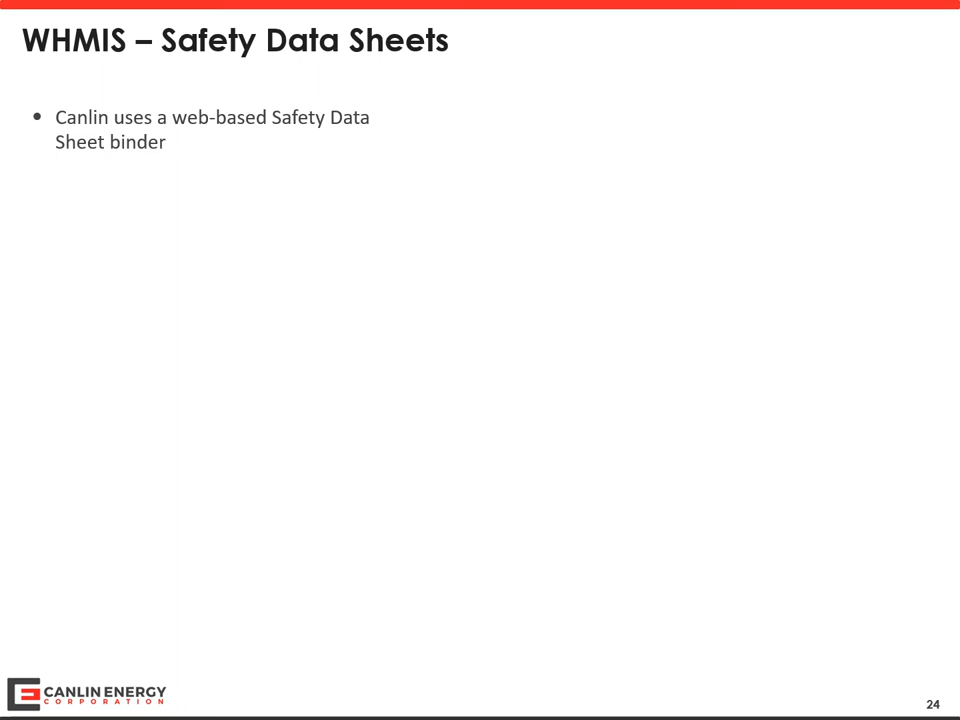 WHMIS – Safety Data Sheets
• Canlin uses a web-based Safety Data
Sheet binder
CANLIN ENERGY
CORPORATION
24